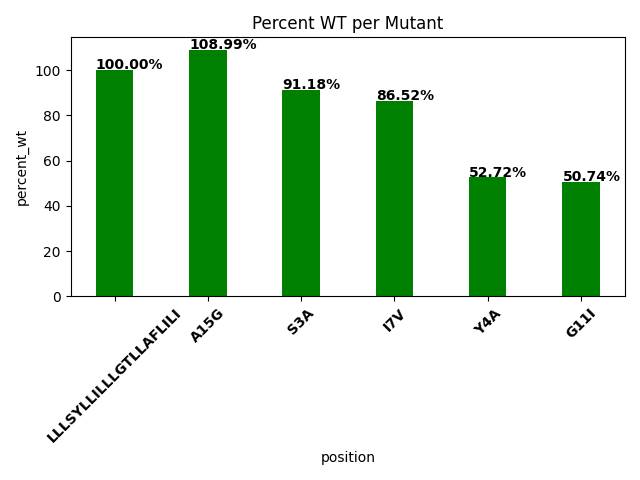 Percent WT per Mutant
percent_wt
100
80
60
40
20
0
100.00%
108.99%
91.18%
86.52%
52.72%
50.74%
LLLSYLLILLLGTLLAFLILI
A15G
S3A
I7V
Y4A
G11I
position